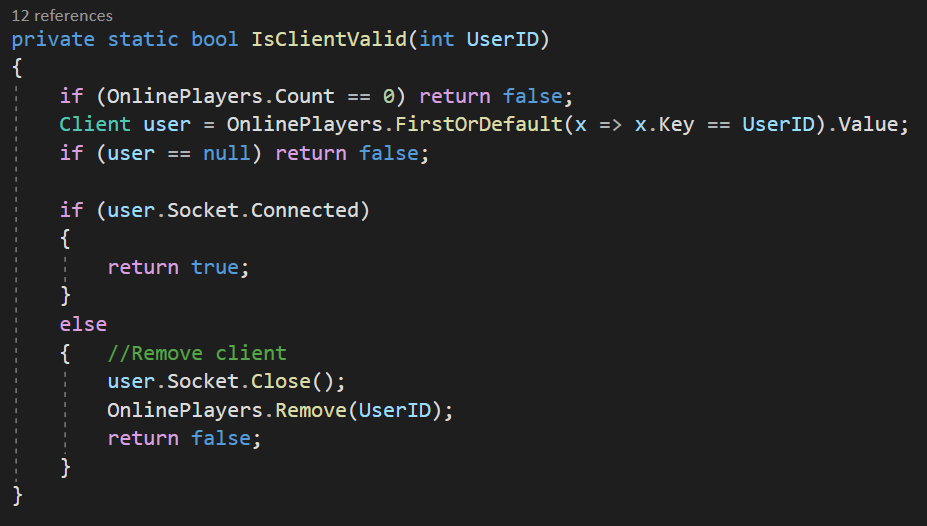 12 references
private static bool IsClientValid(int UserID)
{
if (OnlinePlayers.Count == 0) return false;
Client user = OnlinePlayers.FirstOrDefault(x => x.Key == UserID).Value;
if (user == null) return false;
if (user.Socket.Connected)
{
return true;
}
else
{ //Remove client
user.Socket.Close();
OnlinePlayers.Remove(UserID);
return false;
}
}